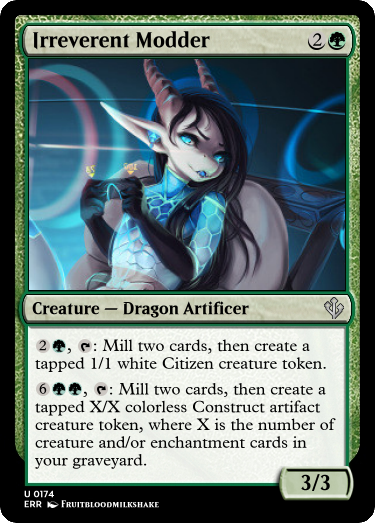 Irreverent Modder 2
Creature — Dragon Artificer
2, : Mill two cards, then create a
tapped 1/1 white Citizen creature token.
6, : Mill two cards, then create a
tapped X/X colorless Construct artifact
creature token, where X is the number of
creature and/or enchantment cards in
your graveyard.
3/3
U 0174
ERR FRUITBLOODMILKSHAKE